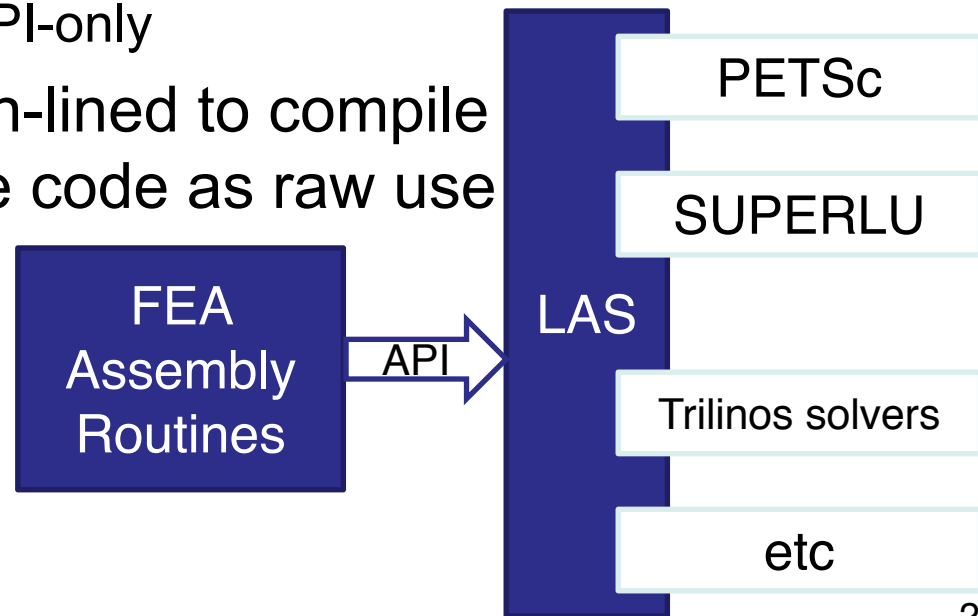 PI-only
n-lined to compile
e code as raw use
FEA
Assembly
Routines
API
LAS
PETSc
SUPERLU
Trilinos solvers
etc
2